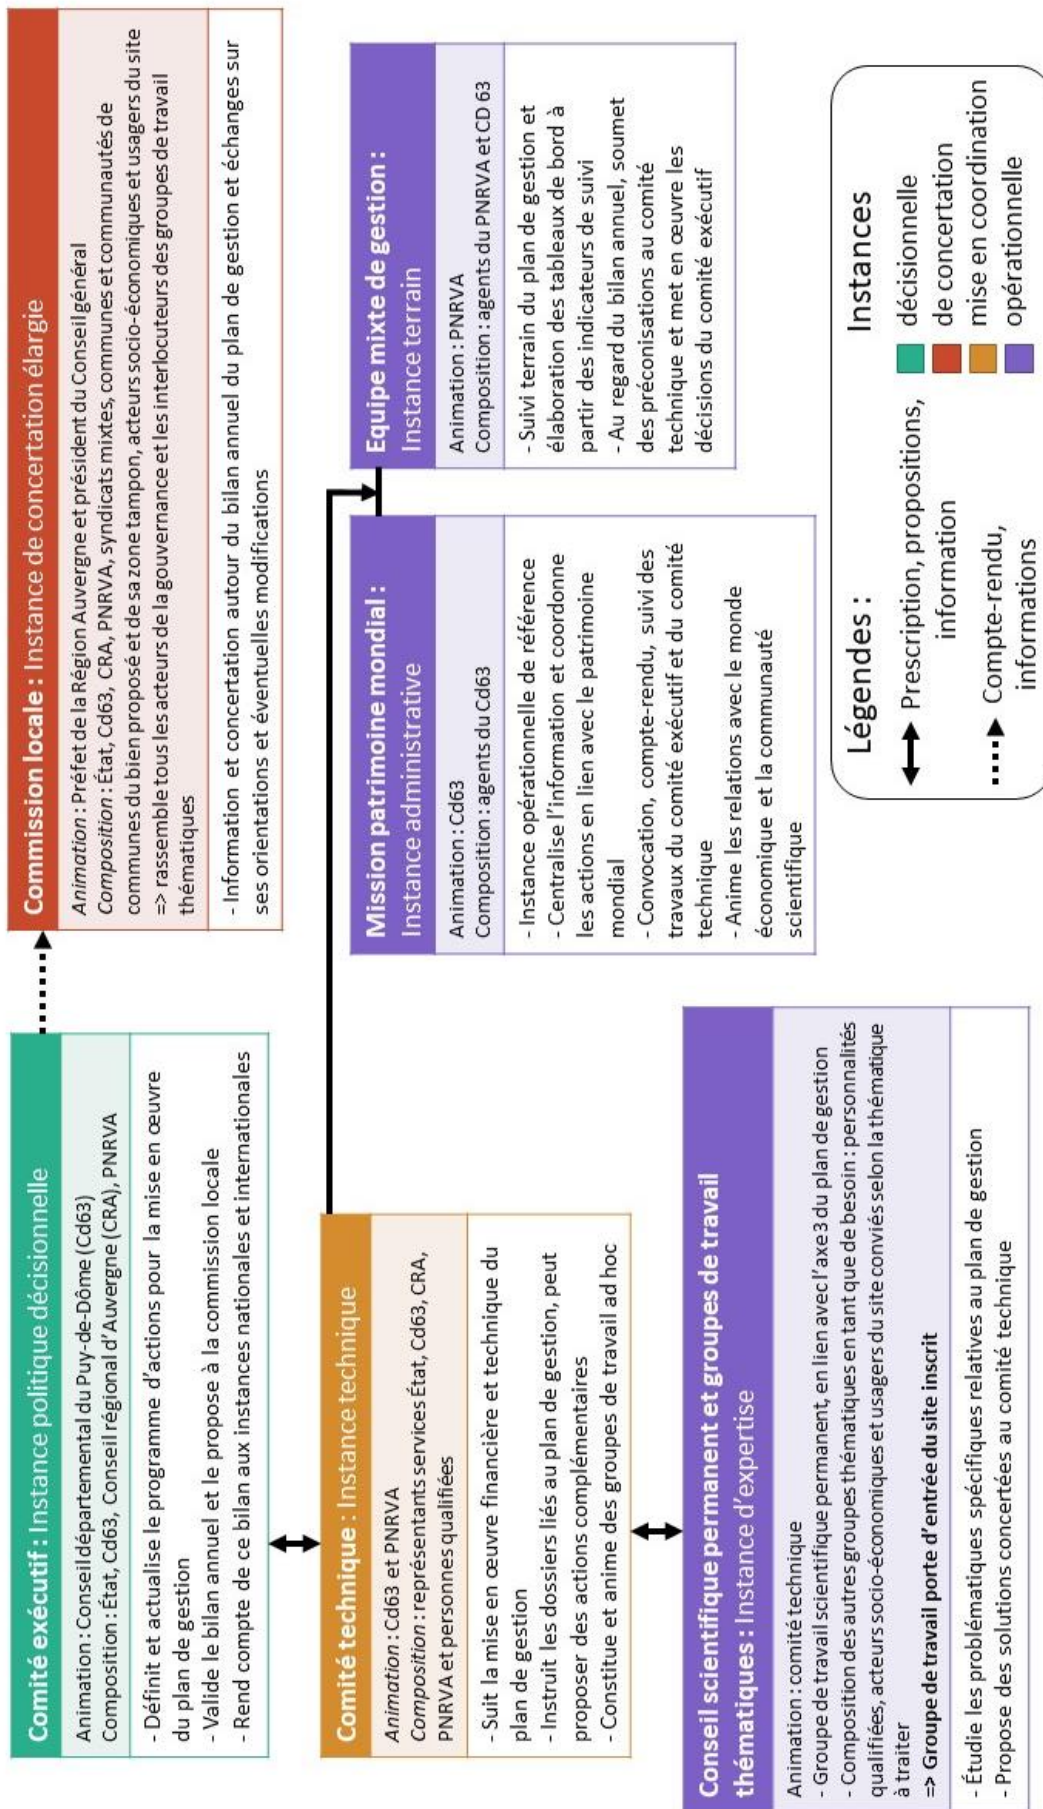 Comité exécutif : Instance politique décisionnelle
Animation : Conseil départemental du Puy-de-Dôme (Cd63)
Composition : État, Cd63, Conseil régional d'Auvergne (CRA), PNRVA
- Définit et actualise le programme d'actions pour la mise en œuvre
du plan de gestion
- Valide le bilan annuel et le propose à la commission locale
- Rend compte de ce bilan aux instances nationales et internationales
Commission locale : Instance de concertation élargie
Animation : Préfet de la Région Auvergne et président du Conseil général
Composition : État, Cd63, CRA, PNRVA, syndicats mixtes, communes et communautés de
communes du bien proposé et de sa zone tampon, acteurs socio-économiques et usagers du site
=> rassemble tous les acteurs de la gouvernance et les interlocuteurs des groupes de travail
thématiques
- Information et concertation autour du bilan annuel du plan de gestion et échanges sur
ses orientations et éventuelles modifications
Comité technique : Instance technique
Animation : Cd63 et PNRVA
Composition : représentants services État, Cd63, CRA,
PNRVA et personnes qualifiées
- Suit la mise en œuvre financière et technique du
plan de gestion
- Instruit les dossiers liés au plan de gestion, peut
proposer des actions complémentaires
- Constitue et anime des groupes de travail ad hoc
Mission patrimoine mondial :
Instance administrative
Animation : Cd63
Composition : agents du Cd63
- Instance opérationnelle de référence
- Centralise l'information et coordonne
les actions en lien avec le patrimoine
mondial
- Convocation, compte-rendu, suivi des
travaux du comité exécutif et du comité
technique
- Anime les relations avec le monde
économique et la communauté
scientifique
Equipe mixte de gestion :
Instance terrain
Animation : PNRVA
Composition : agents du PNRVA et CD 63
- Suivi terrain du plan de gestion et
élaboration des tableaux de bord à
partir des indicateurs de suivi
- Au regard du bilan annuel, soumet
des préconisations au comité
technique et met en œuvre les
décisions du comité exécutif
Conseil scientifique permanent et groupes de travail
thématiques : Instance d'expertise
Animation : comité technique
- Groupe de travail scientifique permanent, en lien avec l'axe 3 du plan de gestion
- Composition des autres groupes thématiques en tant que de besoin : personnalités
qualifiées, acteurs socio-économiques et usagers du site conviés selon la thématique
à traiter
=> Groupe de travail porte d'entrée du site inscrit
- Étudie les problématiques spécifiques relatives au plan de gestion
- Propose des solutions concertées au comité technique
Légendes :
Prescription, propositions,
information
Compte-rendu,
informations
Instances
décisionnelle
de concertation
mise en coordination
opérationnelle